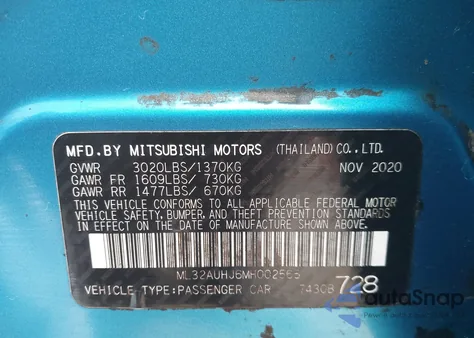 MFD.BY MITSUBISHI MOTORS (THAILAND) CO., LTD.
GVWR 3020LBS/1370KG NOV 2020
GAWR FR 1609LBS/ 730KG
GAWR RR 1477LBS/ 670KG
THIS VEHICLE CONFORMS TO ALL APPLICABLE FEDERAL MOTOR
VEHICLE SAFETY, BUMPER, AND THEFT PREVENTION STANDARDS
IN EFFECT ON THE DATE OF MANUFACTURE SHOWN ABOVE.
ML32AUHJ6MH002565
VEHICLE TYPE:PASSENGER CAR 7430B 728
AutoSnap